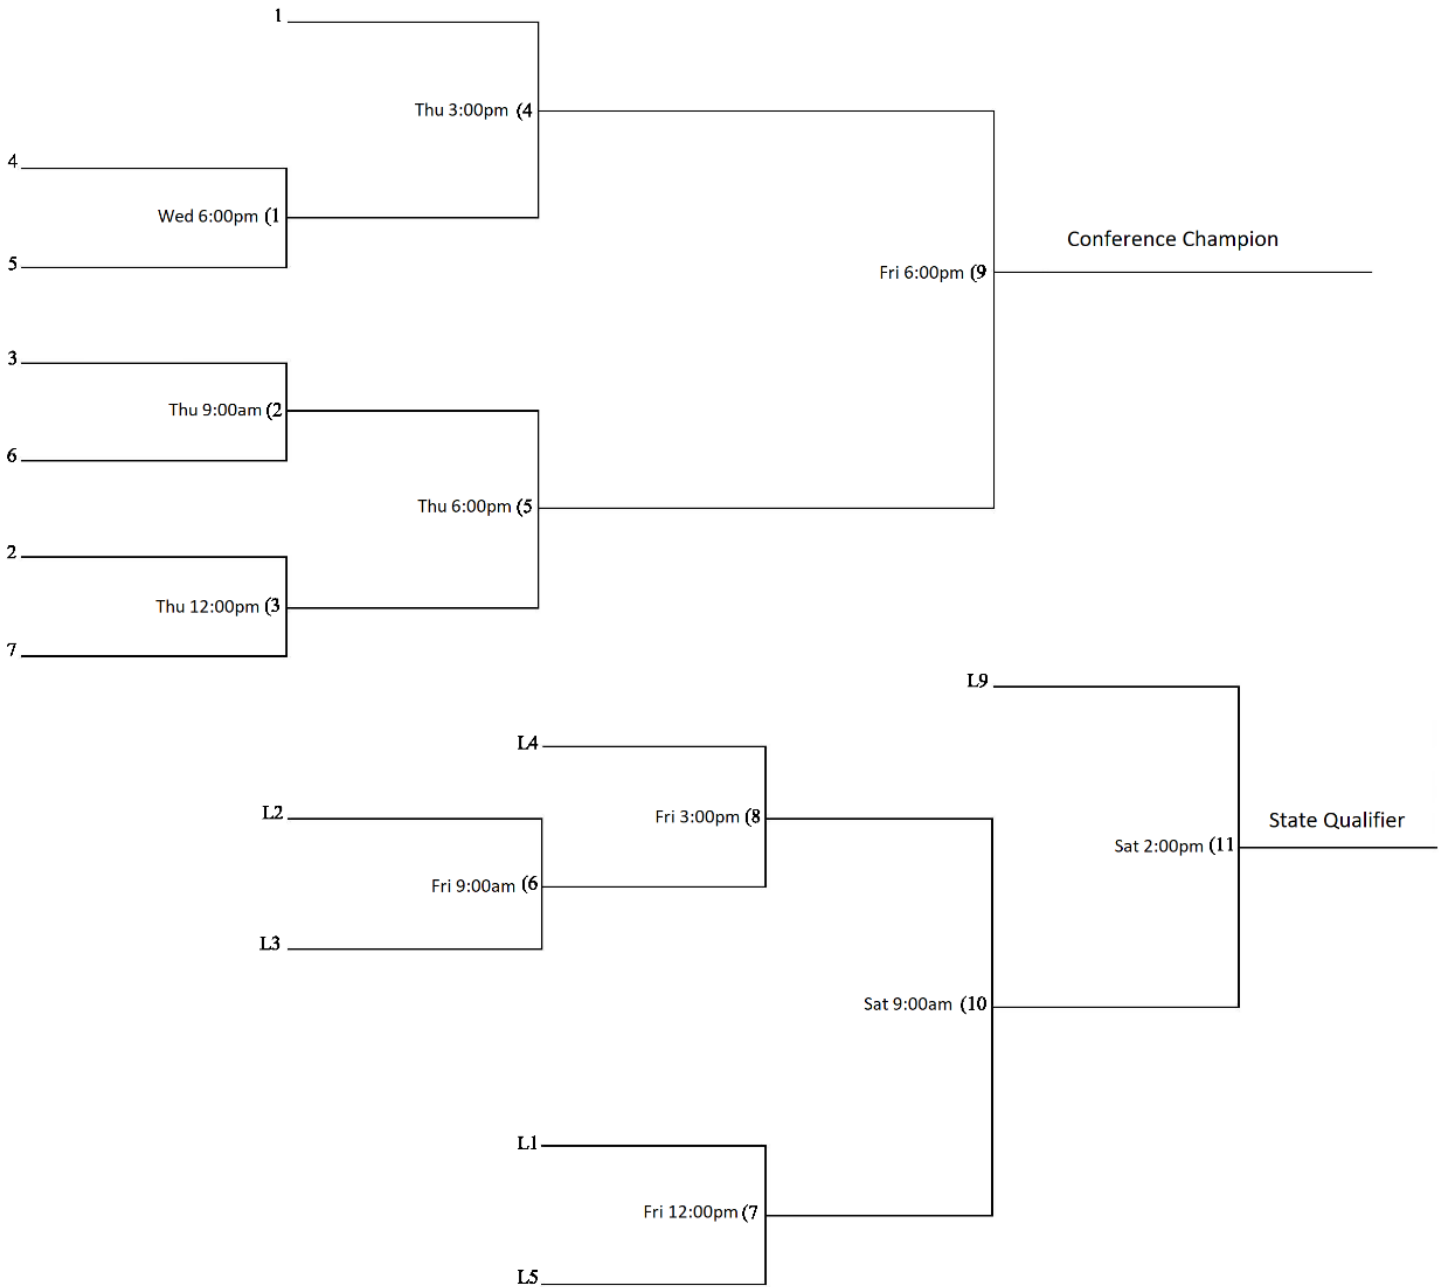 1
Thu 3:00pm (4
4
Wed 6:00pm (1
5
Conference Champion
Fri 6:00pm (9
3
Thu 9:00am (2
6
Thu 6:00pm (5
2
Thu 12:00pm (3
7
L9
L4
L2
Fri 3:00pm (8
State Qualifier
Sat 2:00pm (11
Fri 9:00am (6
L3
Sat 9:00am (10
L1
Fri 12:00pm (7
L5